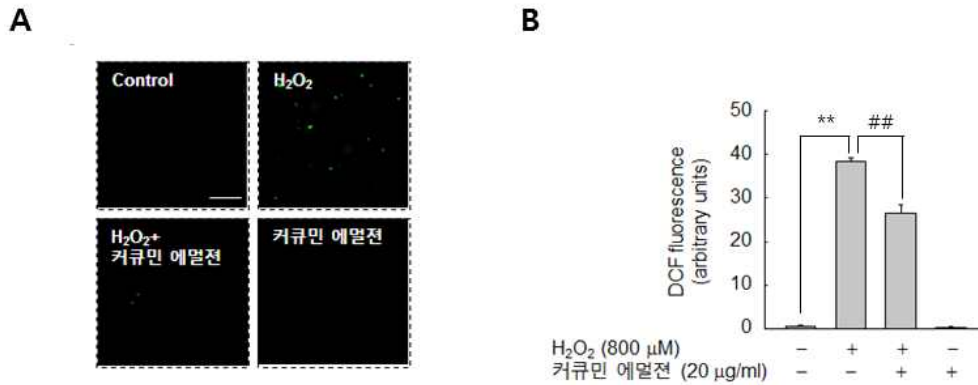 A
B
Control
H₂O₂
H₂O₂+
커큐민 에멀젼
커큐민 에멀젼
50
40
30
20
10
0
DCF fluorescence
(arbitrary units)
** ##
H₂O₂ (800 μM) − + + −
커큐민 에멀젼 (20 μg/ml) − − + +